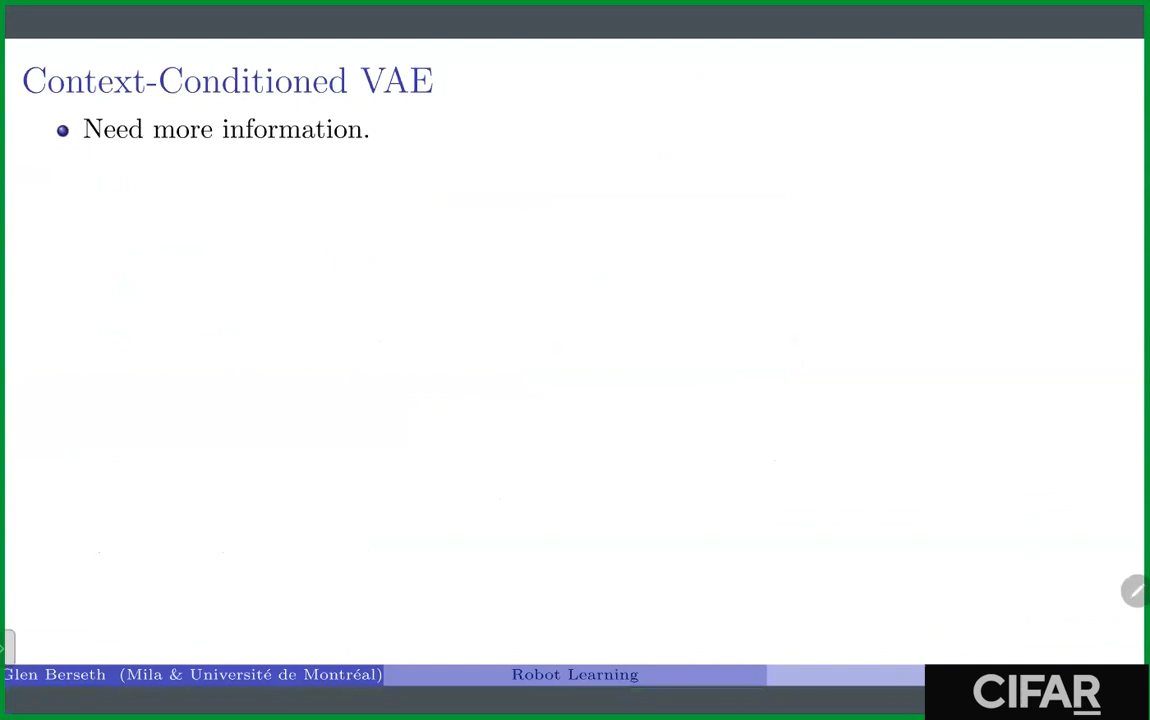 Context-Conditioned VAE
Need more information.
Glen Berseth (Mila & Université de Montréal)
Robot Learning
CIFAR